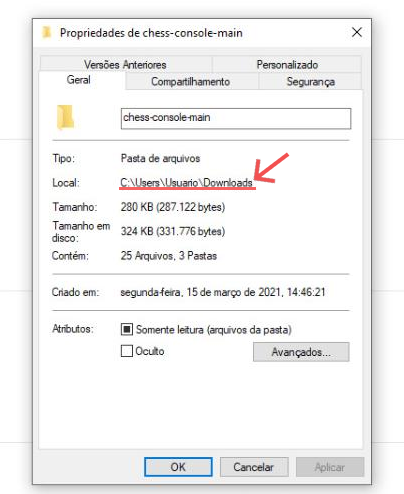 Propriedades de chess-console-main
Versões Anteriores Personalizado
Geral Compartilhamento Segurança
chess-console-main
Tipo: Pasta de arquivos
Local: C:\Users\Usuario\Downloads
Tamanho: 280 KB (287.122 bytes)
Tamanho em disco: 324 KB (331.776 bytes)
Contém: 25 Arquivos, 3 Pastas
Criado em: segunda-feira, 15 de março de 2021, 14:46:21
Atributos: Somente leitura (arquivos da pasta)
Oculto Avançados...
OK Cancelar Aplicar